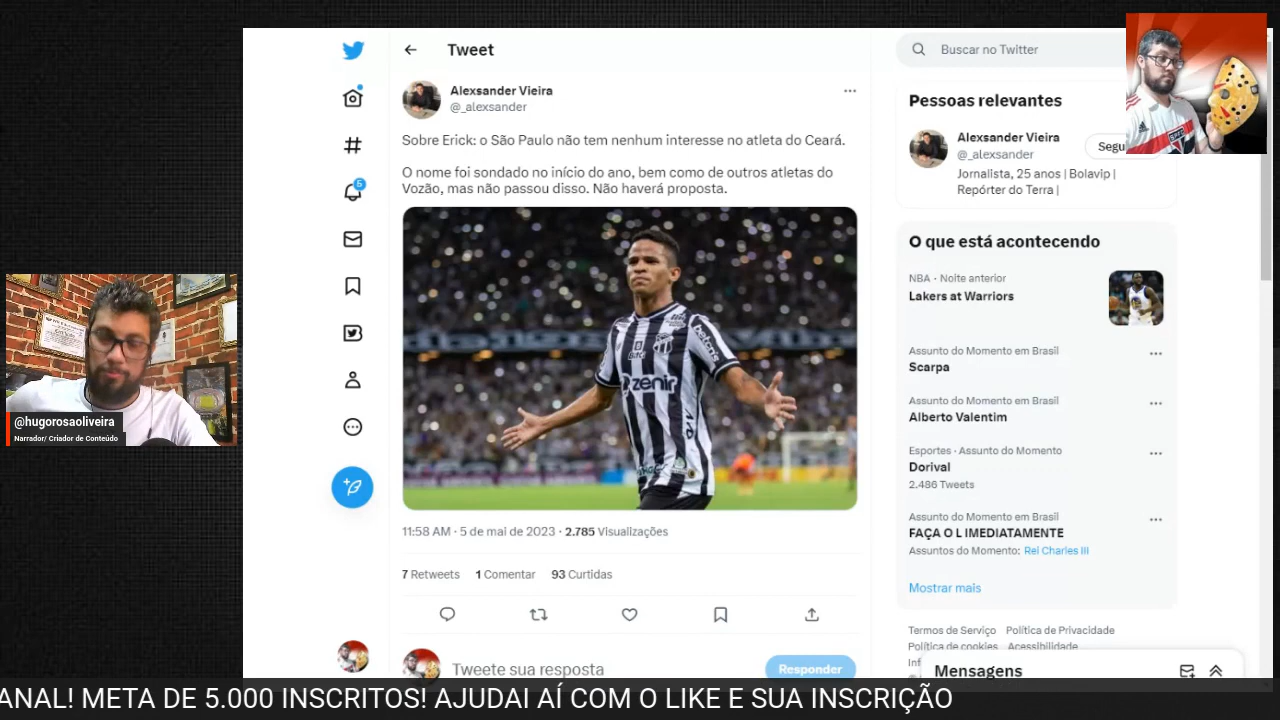 Tweet
Alexsander Vieira
@_alexsander
Sobre Erick: o São Paulo não tem nenhum interesse no atleta do Ceará.
O nome foi sondado no início do ano, bem como de outros atletas do
Vozão, mas não passou disso. Não haverá proposta.
zenir
11:58 AM · 5 de mai de 2023 · 2.785 Visualizações
7 Retweets 1 Comentar 93 Curtidas
Tweete sua resposta
Responder
5
Buscar no Twitter
Pessoas relevantes
Alexsander Vieira
@_alexsander
Segu
Jornalista, 25 anos | Bolavip |
Repórter do Terra |
O que está acontecendo
NBA · Noite anterior
Lakers at Warriors
Assunto do Momento em Brasil
Scarpa
Assunto do Momento em Brasil
Alberto Valentim
Esportes · Assunto do Momento
Dorival
2.486 Tweets
Assunto do Momento em Brasil
FAÇA O L IMEDIATAMENTE
Assuntos do Momento: Rei Charles III
Mostrar mais
Termos de Serviço Política de Privacidade
Política de cookies Acessibilidade
Inf
Mensagens
@hugorosaoliveira
Narrador/ Criador de Conteúdo
ANAL! META DE 5.000 INSCRITOS! AJUDAI AÍ COM O LIKE E SUA INSCRIÇÃO